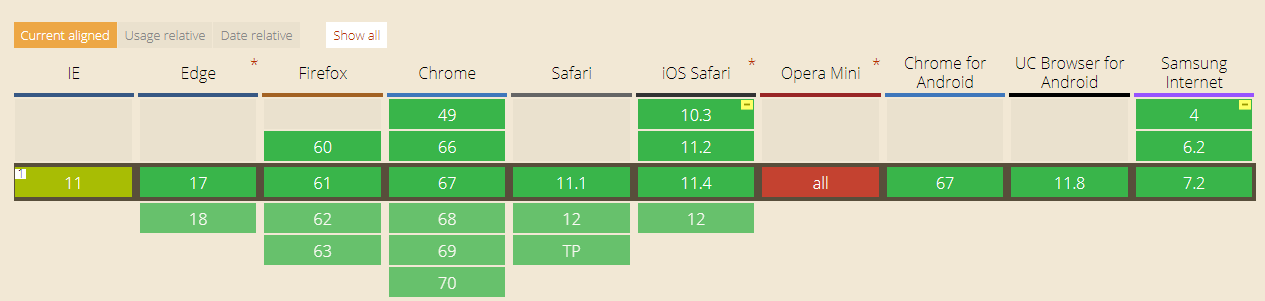 Current aligned Usage relative Date relative Show all
IE Edge * Firefox Chrome Safari iOS Safari * Opera Mini * Chrome for Android UC Browser for Android Samsung Internet
49 10.3 - 4 -
60 66 11.2 6.2
1 11 17 61 67 11.1 11.4 all 67 11.8 7.2
18 62 68 12 12
63 69 TP
70